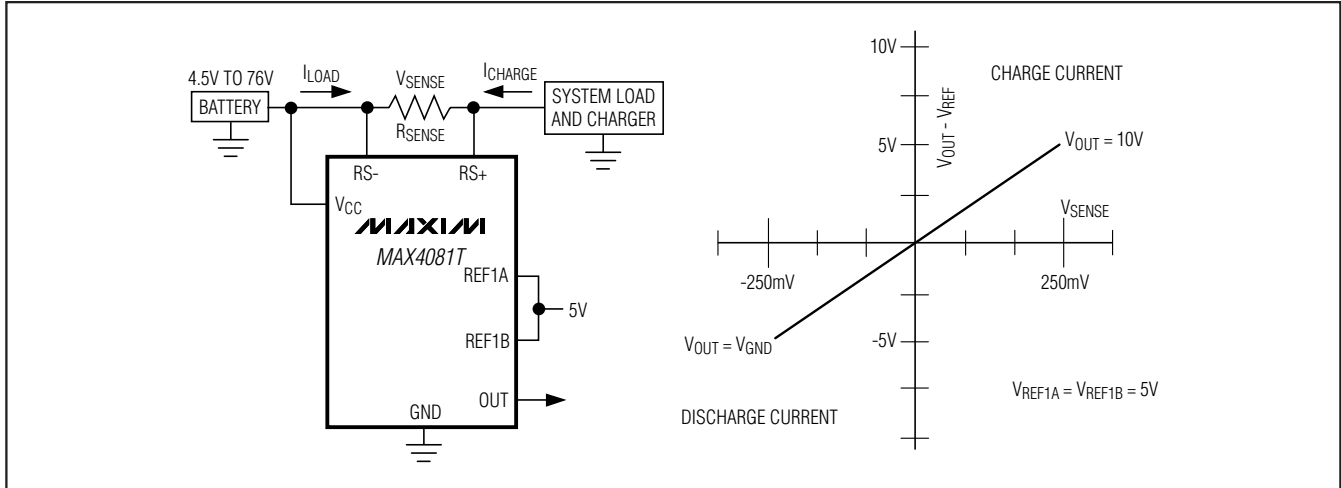 4.5V TO 76V
BATTERY
ILOAD
VSENSE
RSENSE
ICHARGE
SYSTEM LOAD
AND CHARGER
RS-
RS+
VCC
MAXIM
MAX4081T
REF1A
5V
REF1B
OUT
GND
10V
CHARGE CURRENT
VOUT - VREF
5V
VOUT = 10V
VSENSE
-250mV
250mV
VOUT = VGND
-5V
VREF1A = VREF1B = 5V
DISCHARGE CURRENT